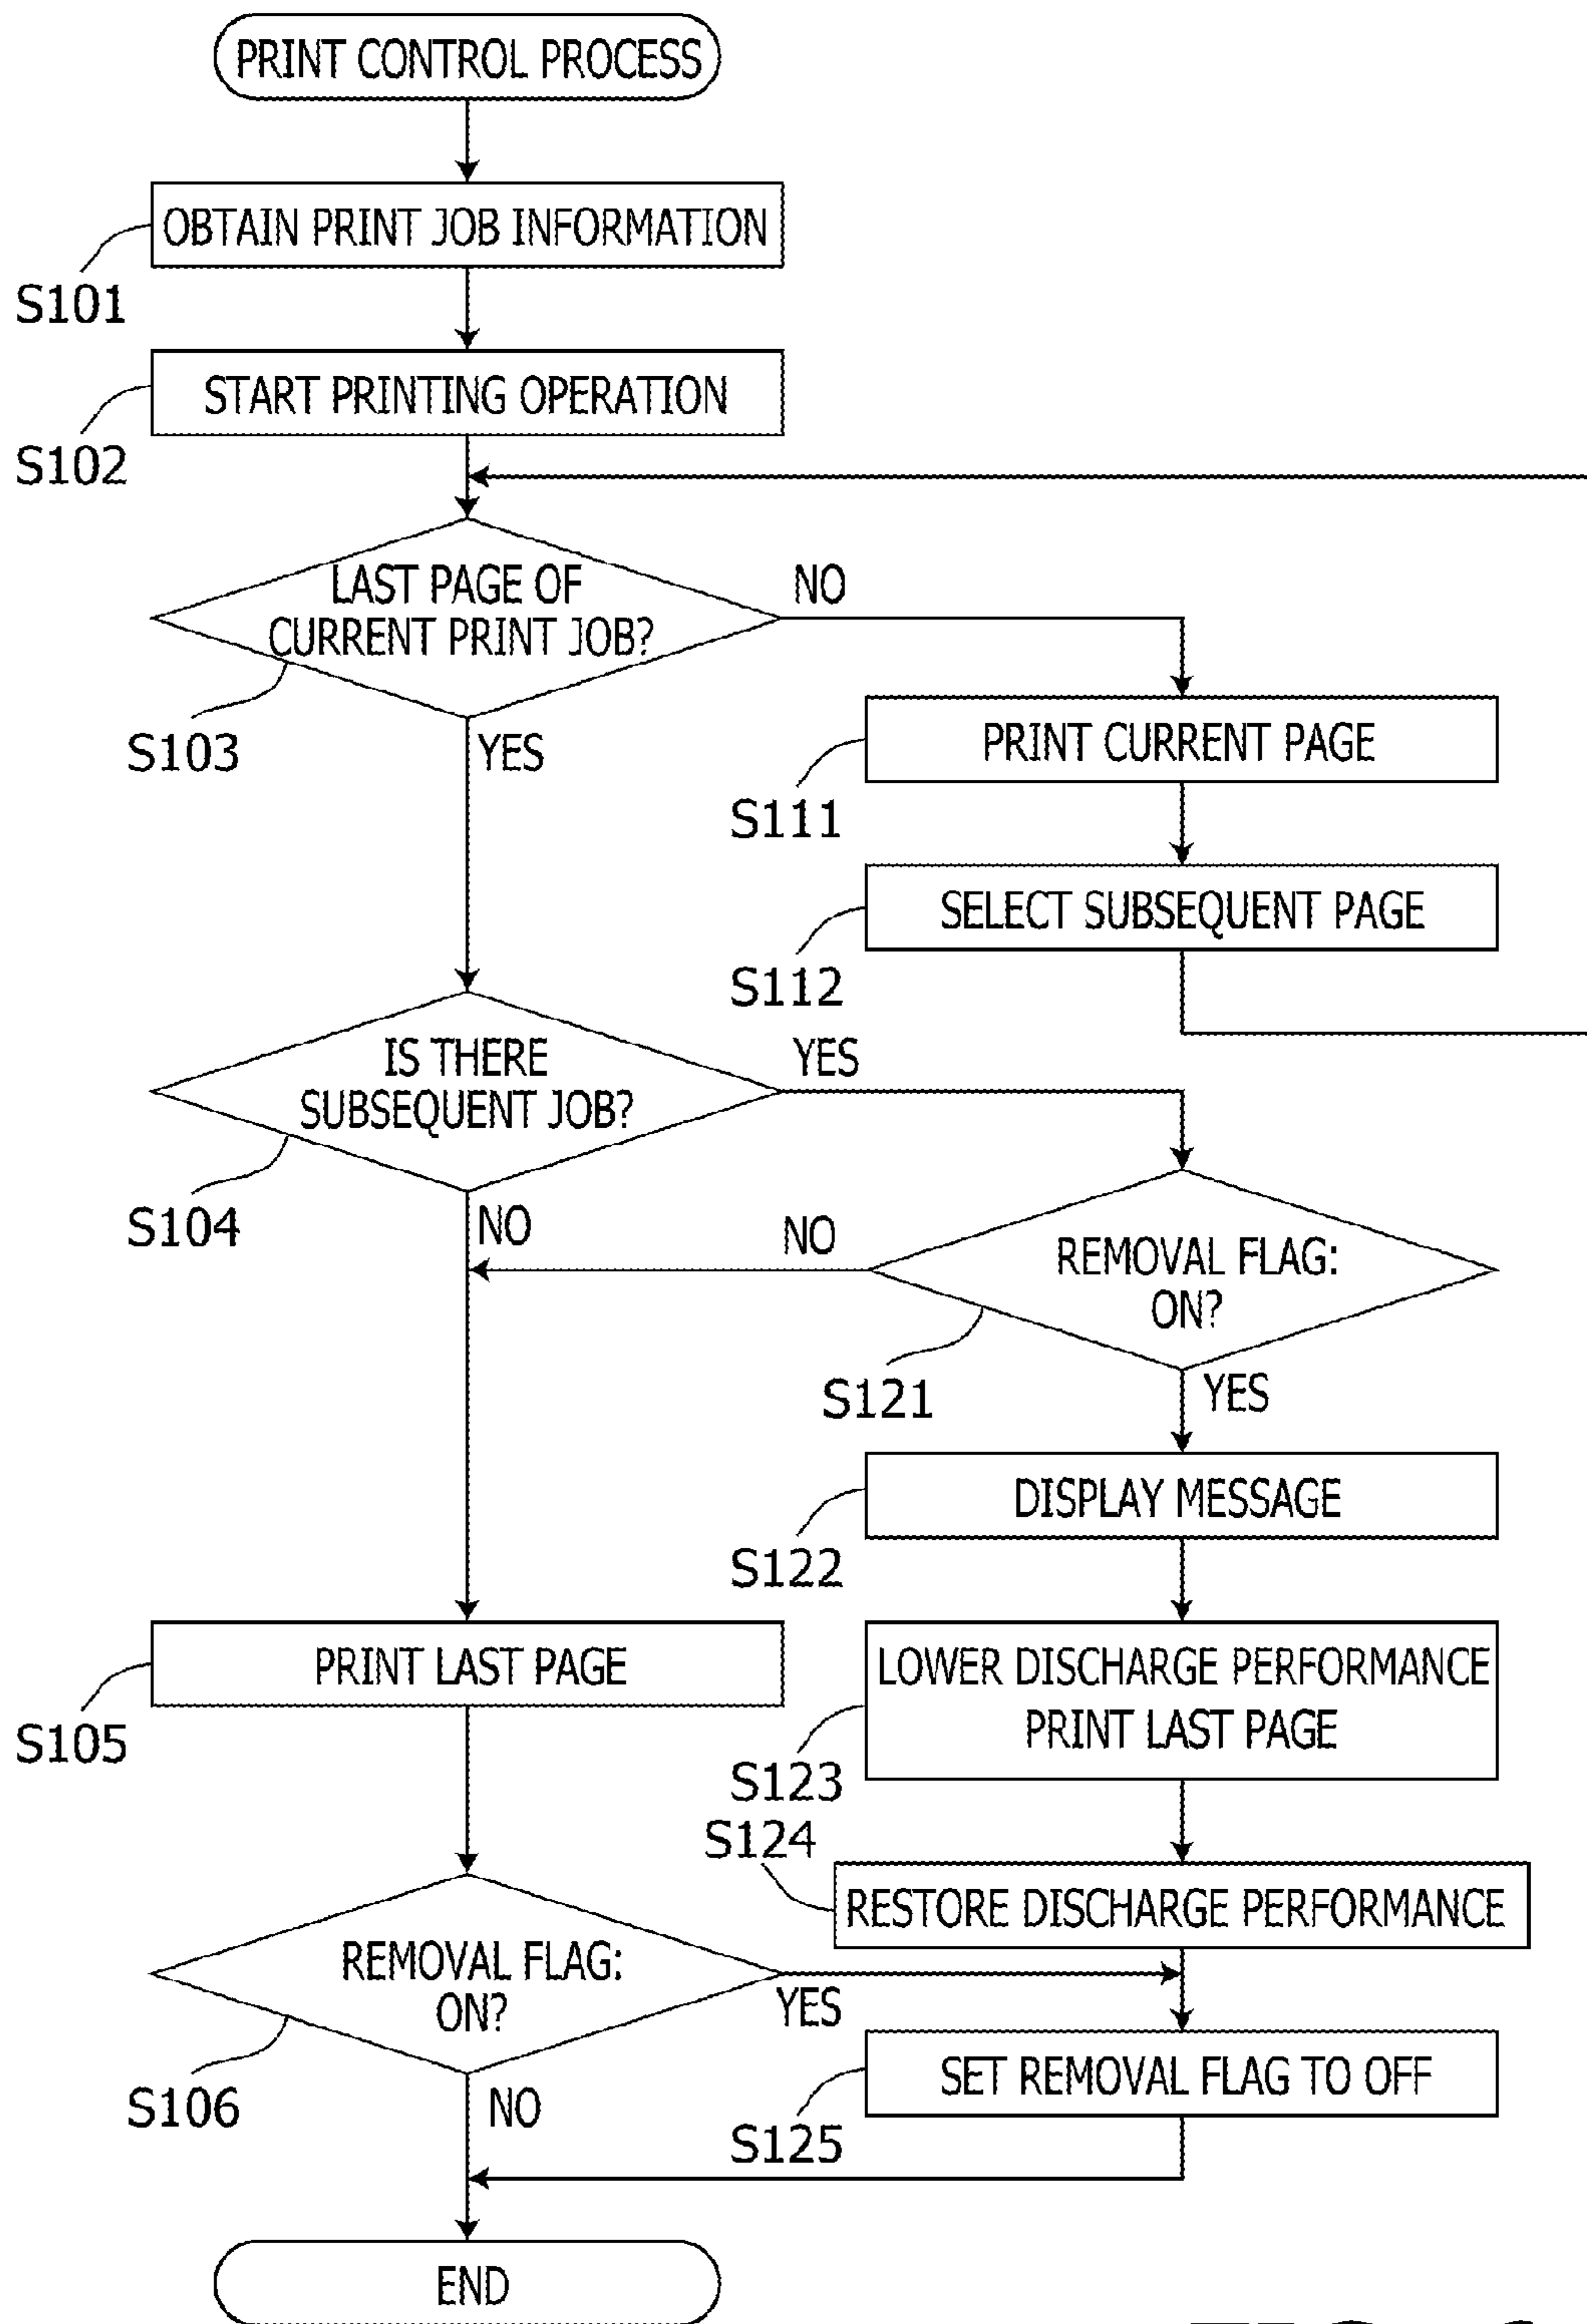 PRINT CONTROL PROCESS
OBTAIN PRINT JOB INFORMATION
S101
START PRINTING OPERATION
S102
LAST PAGE OF
CURRENT PRINT JOB?
NO
S103
YES
PRINT CURRENT PAGE
S111
SELECT SUBSEQUENT PAGE
S112
IS THERE
SUBSEQUENT JOB?
YES
S104
NO
NO
REMOVAL FLAG:
ON?
S121
YES
DISPLAY MESSAGE
S122
PRINT LAST PAGE
S105
LOWER DISCHARGE PERFORMANCE
PRINT LAST PAGE
S123
S124
RESTORE DISCHARGE PERFORMANCE
REMOVAL FLAG:
ON?
YES
S106
NO
SET REMOVAL FLAG TO OFF
S125
END